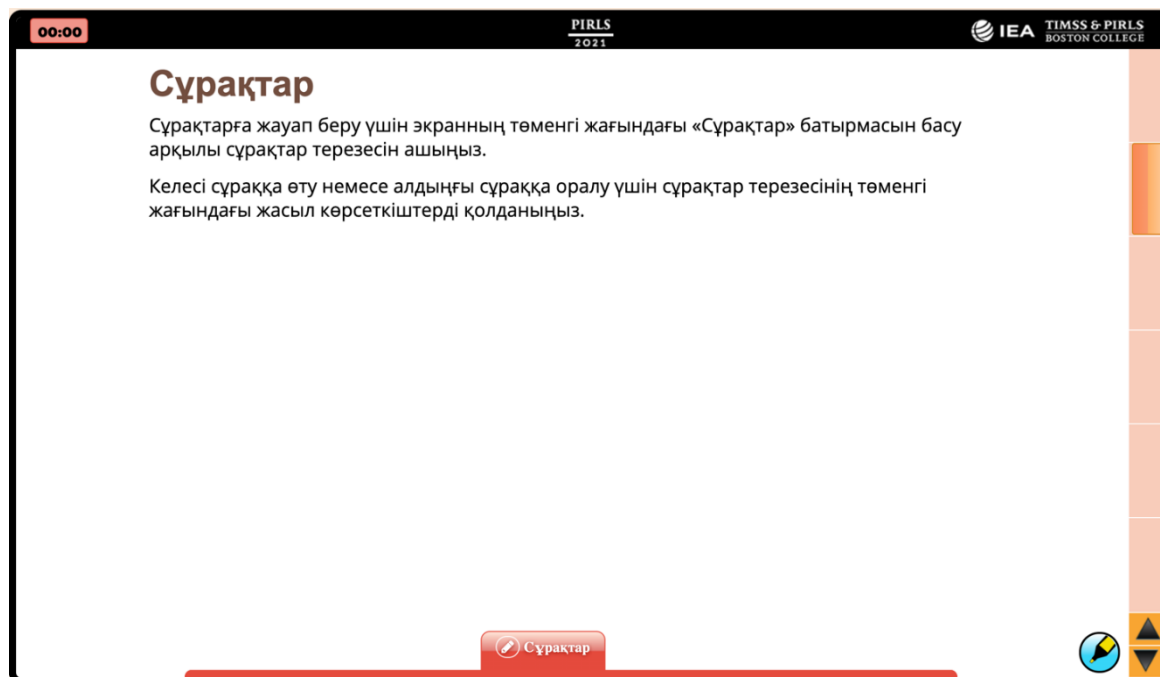 00:00
PIRLS
2021
IEA
TIMSS & PIRLS
BOSTON COLLEGE
Сұрақтар
Сұрақтарға жауап беру үшін экранның төменгі жағындағы «Сұрақтар» батырмасын басу
арқылы сұрақтар терезесін ашыңыз.
Келесі сұраққа өту немесе алдыңғы сұраққа оралу үшін сұрақтар терезесінің төменгі
жағындағы жасыл көрсеткіштерді қолданыңыз.
Сұрақтар